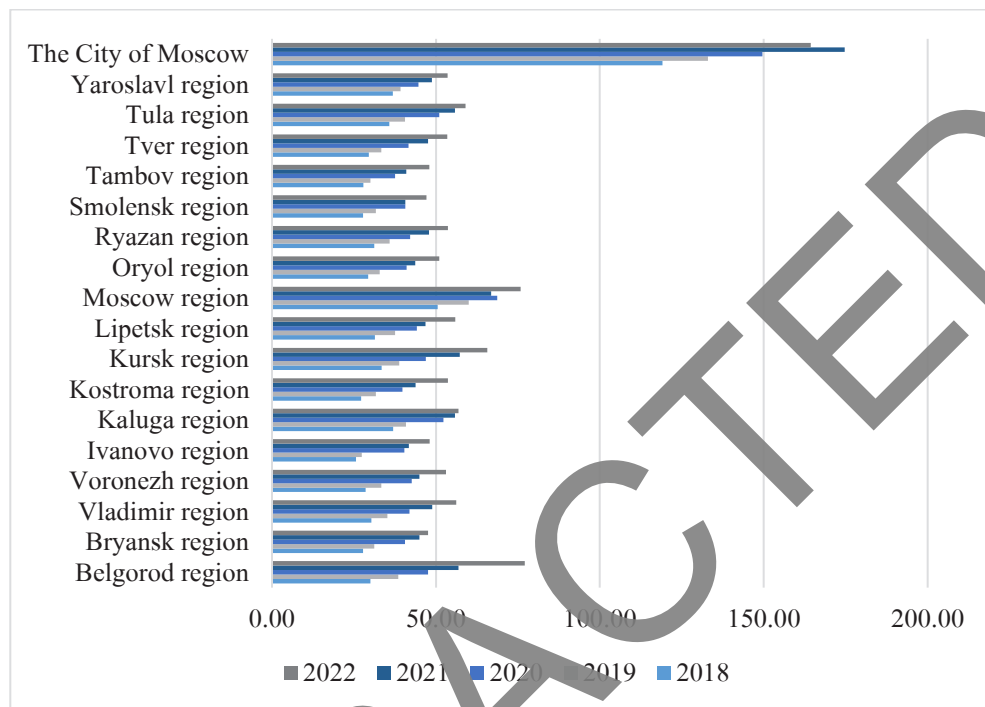 The City of Moscow
Yaroslavl region
Tula region
Tver region
Tambov region
Smolensk region
Ryazan region
Oryol region
Moscow region
Lipetsk region
Kursk region
Kostroma region
Kaluga region
Ivanovo region
Voronezh region
Vladimir region
Bryansk region
Belgorod region
0.00 50.00 100.00 150.00 200.00
2022 2021 2020 2019 2018
ACTED